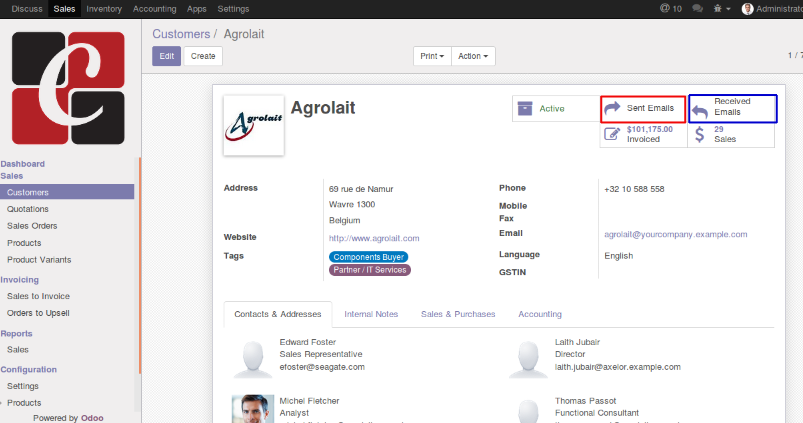 Discuss Sales Inventory Accounting Apps Settings @ 10 Administrato
Customers / Agrolait
Edit Create Print Action 1 / 7
Agrolait
Agrolait
Active
Sent Emails
Received
Emails
$101,175.00
Invoiced
29
Sales
Dashboard
Sales
Customers
Quotations
Sales Orders
Products
Product Variants
Invoicing
Sales to Invoice
Orders to Upsell
Reports
Sales
Configuration
Settings
Products
Powered by Odoo
Address 69 rue de Namur
Wavre 1300
Belgium
Website http://www.agrolait.com
Tags Components Buyer
Partner / IT Services
Phone +32 10 588 558
Mobile
Fax
Email agrolait@yourcompany.example.com
Language English
GSTIN
Contacts & Addresses Internal Notes Sales & Purchases Accounting
Edward Foster
Sales Representative
efoster@seagate.com
Laith Jubair
Director
laith.jubair@axelor.example.com
Michel Fletcher
Analyst
Thomas Passot
Functional Consultant